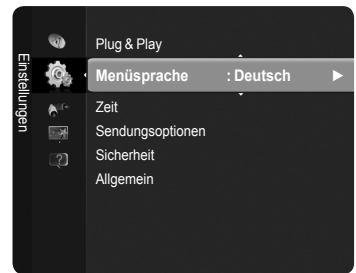 Einstellungen
Plug & Play
Menüsprache : Deutsch
Zeit
Sendungsoptionen
Sicherheit
Allgemein